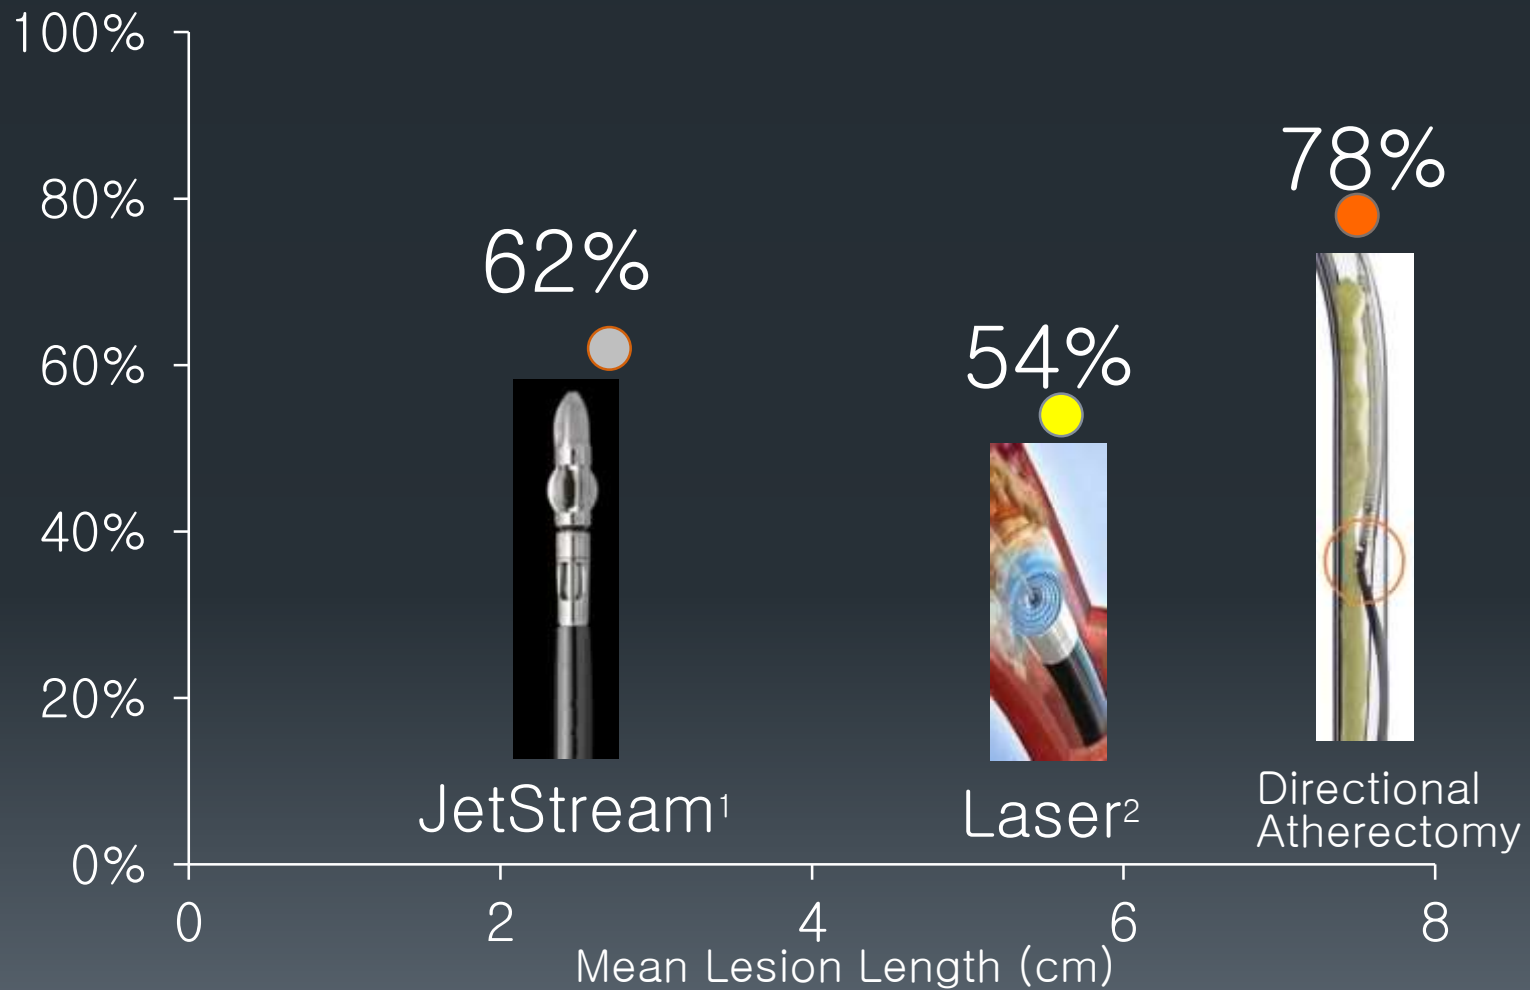 100%
80%
60%
40%
20%
0%
62%
54%
78%
JetStream1
Laser2
Directional
Atherectomy
0 2 4 6 8
Mean Lesion Length (cm)